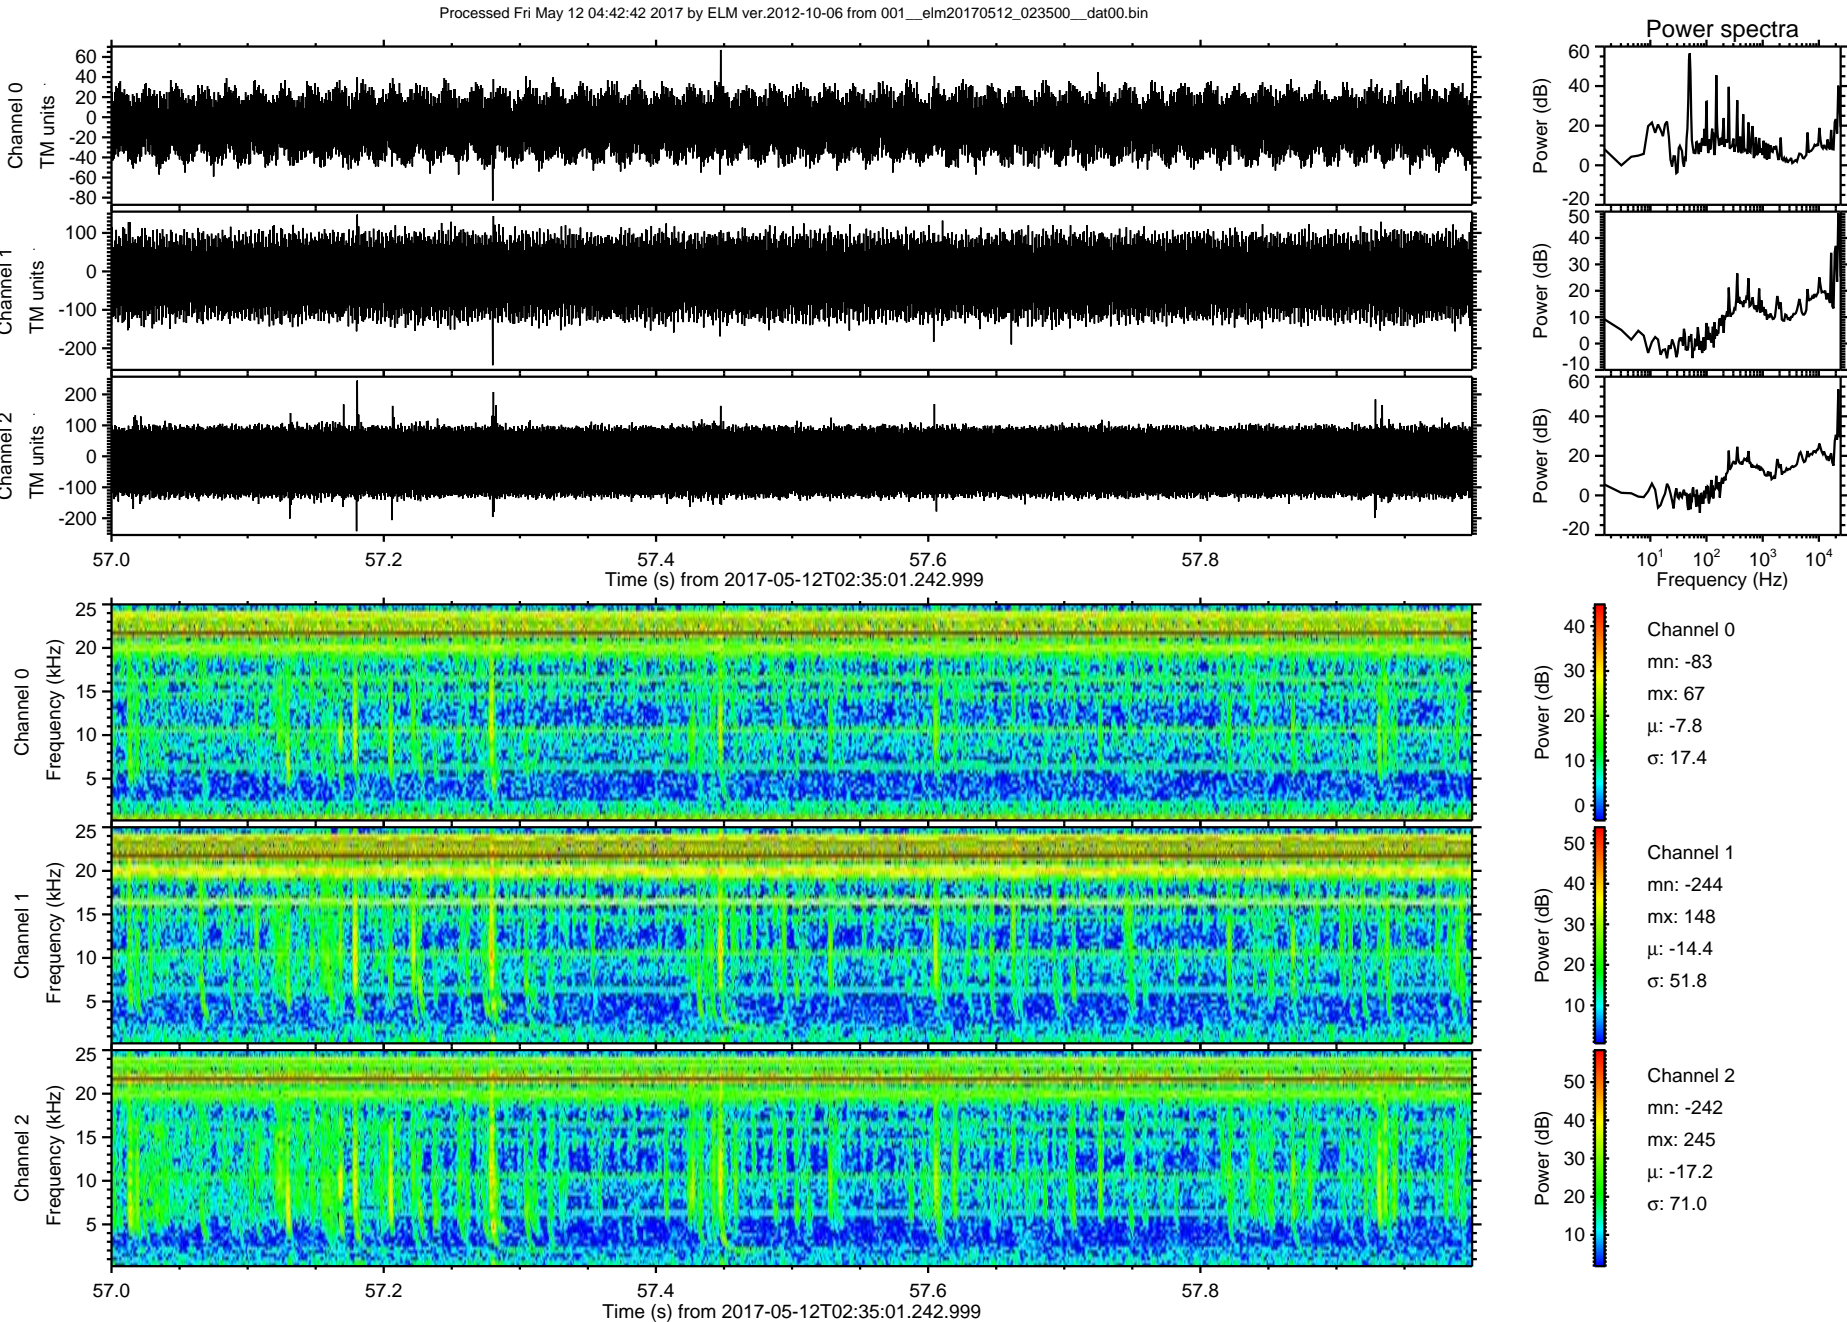 Processed Fri May 12 04:42:42 2017 by ELM ver.2012-10-06 from 001__elm20170512_023500__dat00.bin
Power spectra
Channel 0
TM units
60
40
20
0
-20
-40
-60
-80
Power (dB)
60
40
20
0
-20
Channel 1
TM units
100
0
-100
-200
Power (dB)
50
40
30
20
10
0
-10
Channel 2
TM units
200
100
0
-100
-200
Power (dB)
60
40
20
0
-20
57.0 57.2 57.4 57.6 57.8
Time (s) from 2017-05-12T02:35:01.242.999
10¹ 10² 10³ 10⁴
Frequency (Hz)
Channel 0
Frequency (kHz)
25
20
15
10
5
Power (dB)
40
30
20
10
0
Channel 0
mn: -83
mx: 67
μ: -7.8
σ: 17.4
Channel 1
Frequency (kHz)
25
20
15
10
5
Power (dB)
50
40
30
20
10
Channel 1
mn: -244
mx: 148
μ: -14.4
σ: 51.8
Channel 2
Frequency (kHz)
25
20
15
10
5
Power (dB)
50
40
30
20
10
Channel 2
mn: -242
mx: 245
μ: -17.2
σ: 71.0
57.0 57.2 57.4 57.6 57.8
Time (s) from 2017-05-12T02:35:01.242.999